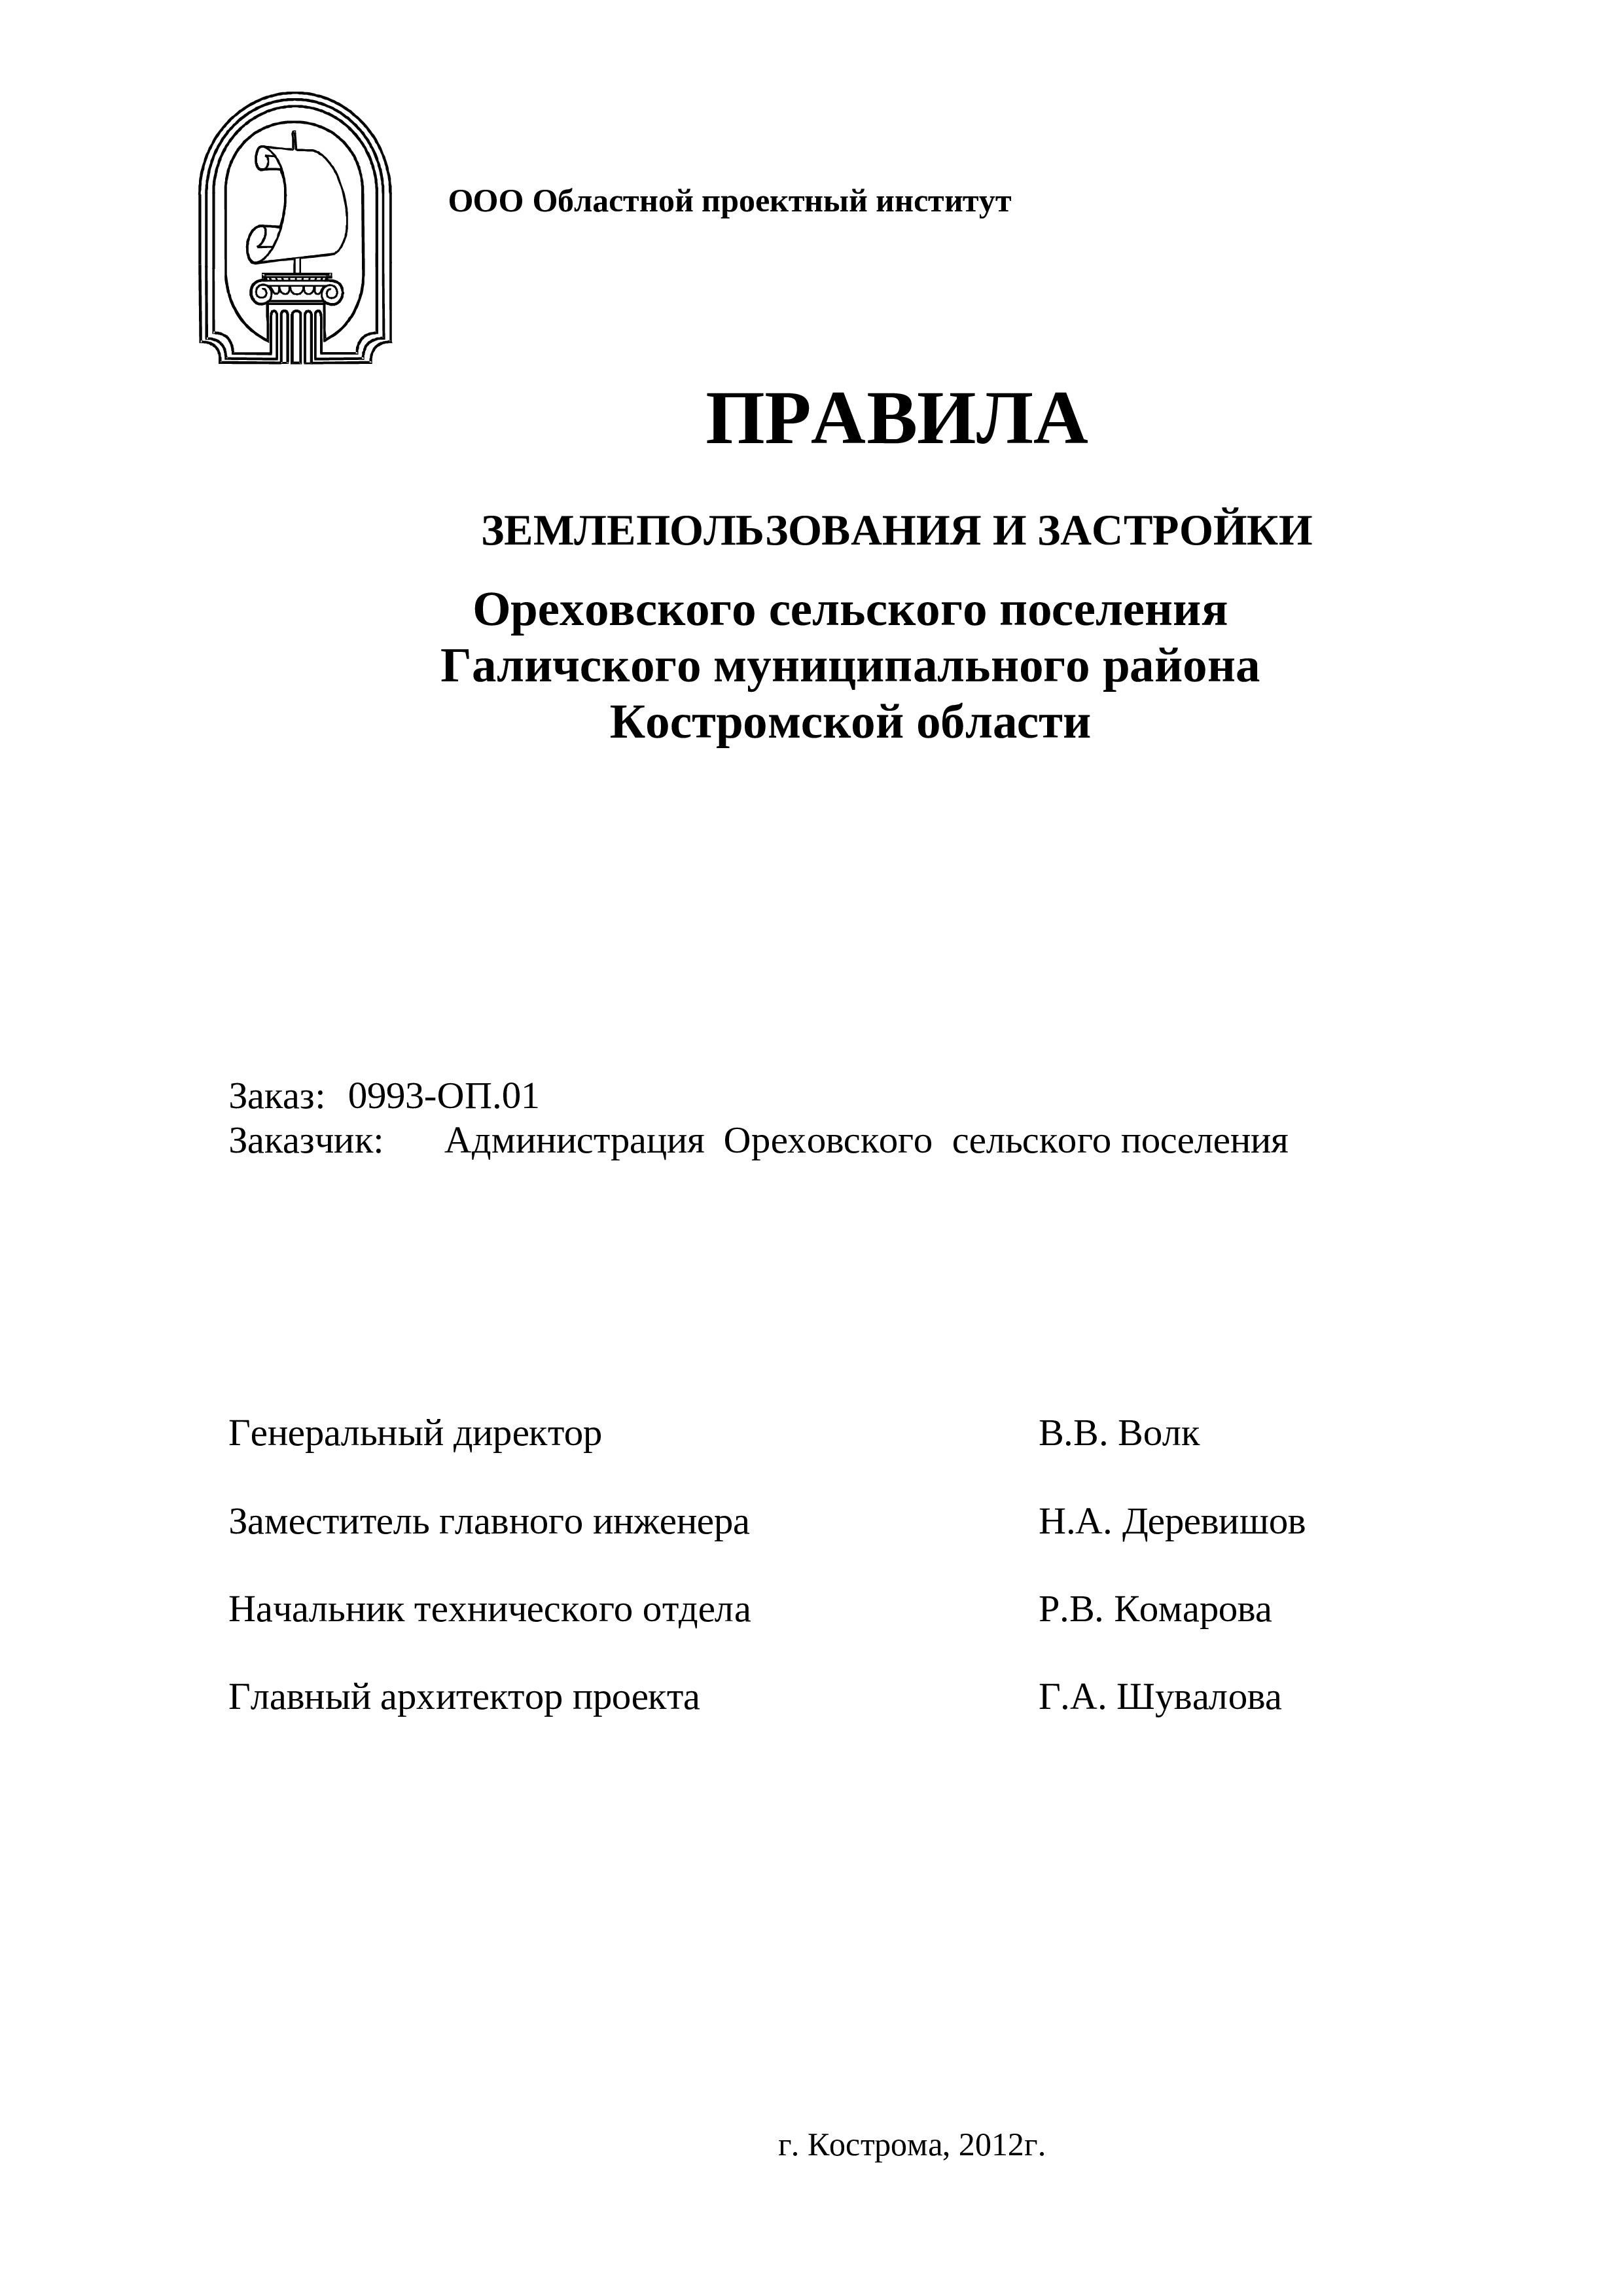 ООО Областной проектный институт
ПРАВИЛА
ЗЕМЛЕПОЛЬЗОВАНИЯ И ЗАСТРОЙКИ
Ореховского сельского поселения
Галичского муниципального района
Костромской области
Заказ: 0993-ОП.01
Заказчик: Администрация Ореховского сельского поселения
Генеральный директор В.В. Волк
Заместитель главного инженера Н.А. Деревишов
Начальник технического отдела Р.В. Комарова
Главный архитектор проекта Г.А. Шувалова
г. Кострома, 2012г.